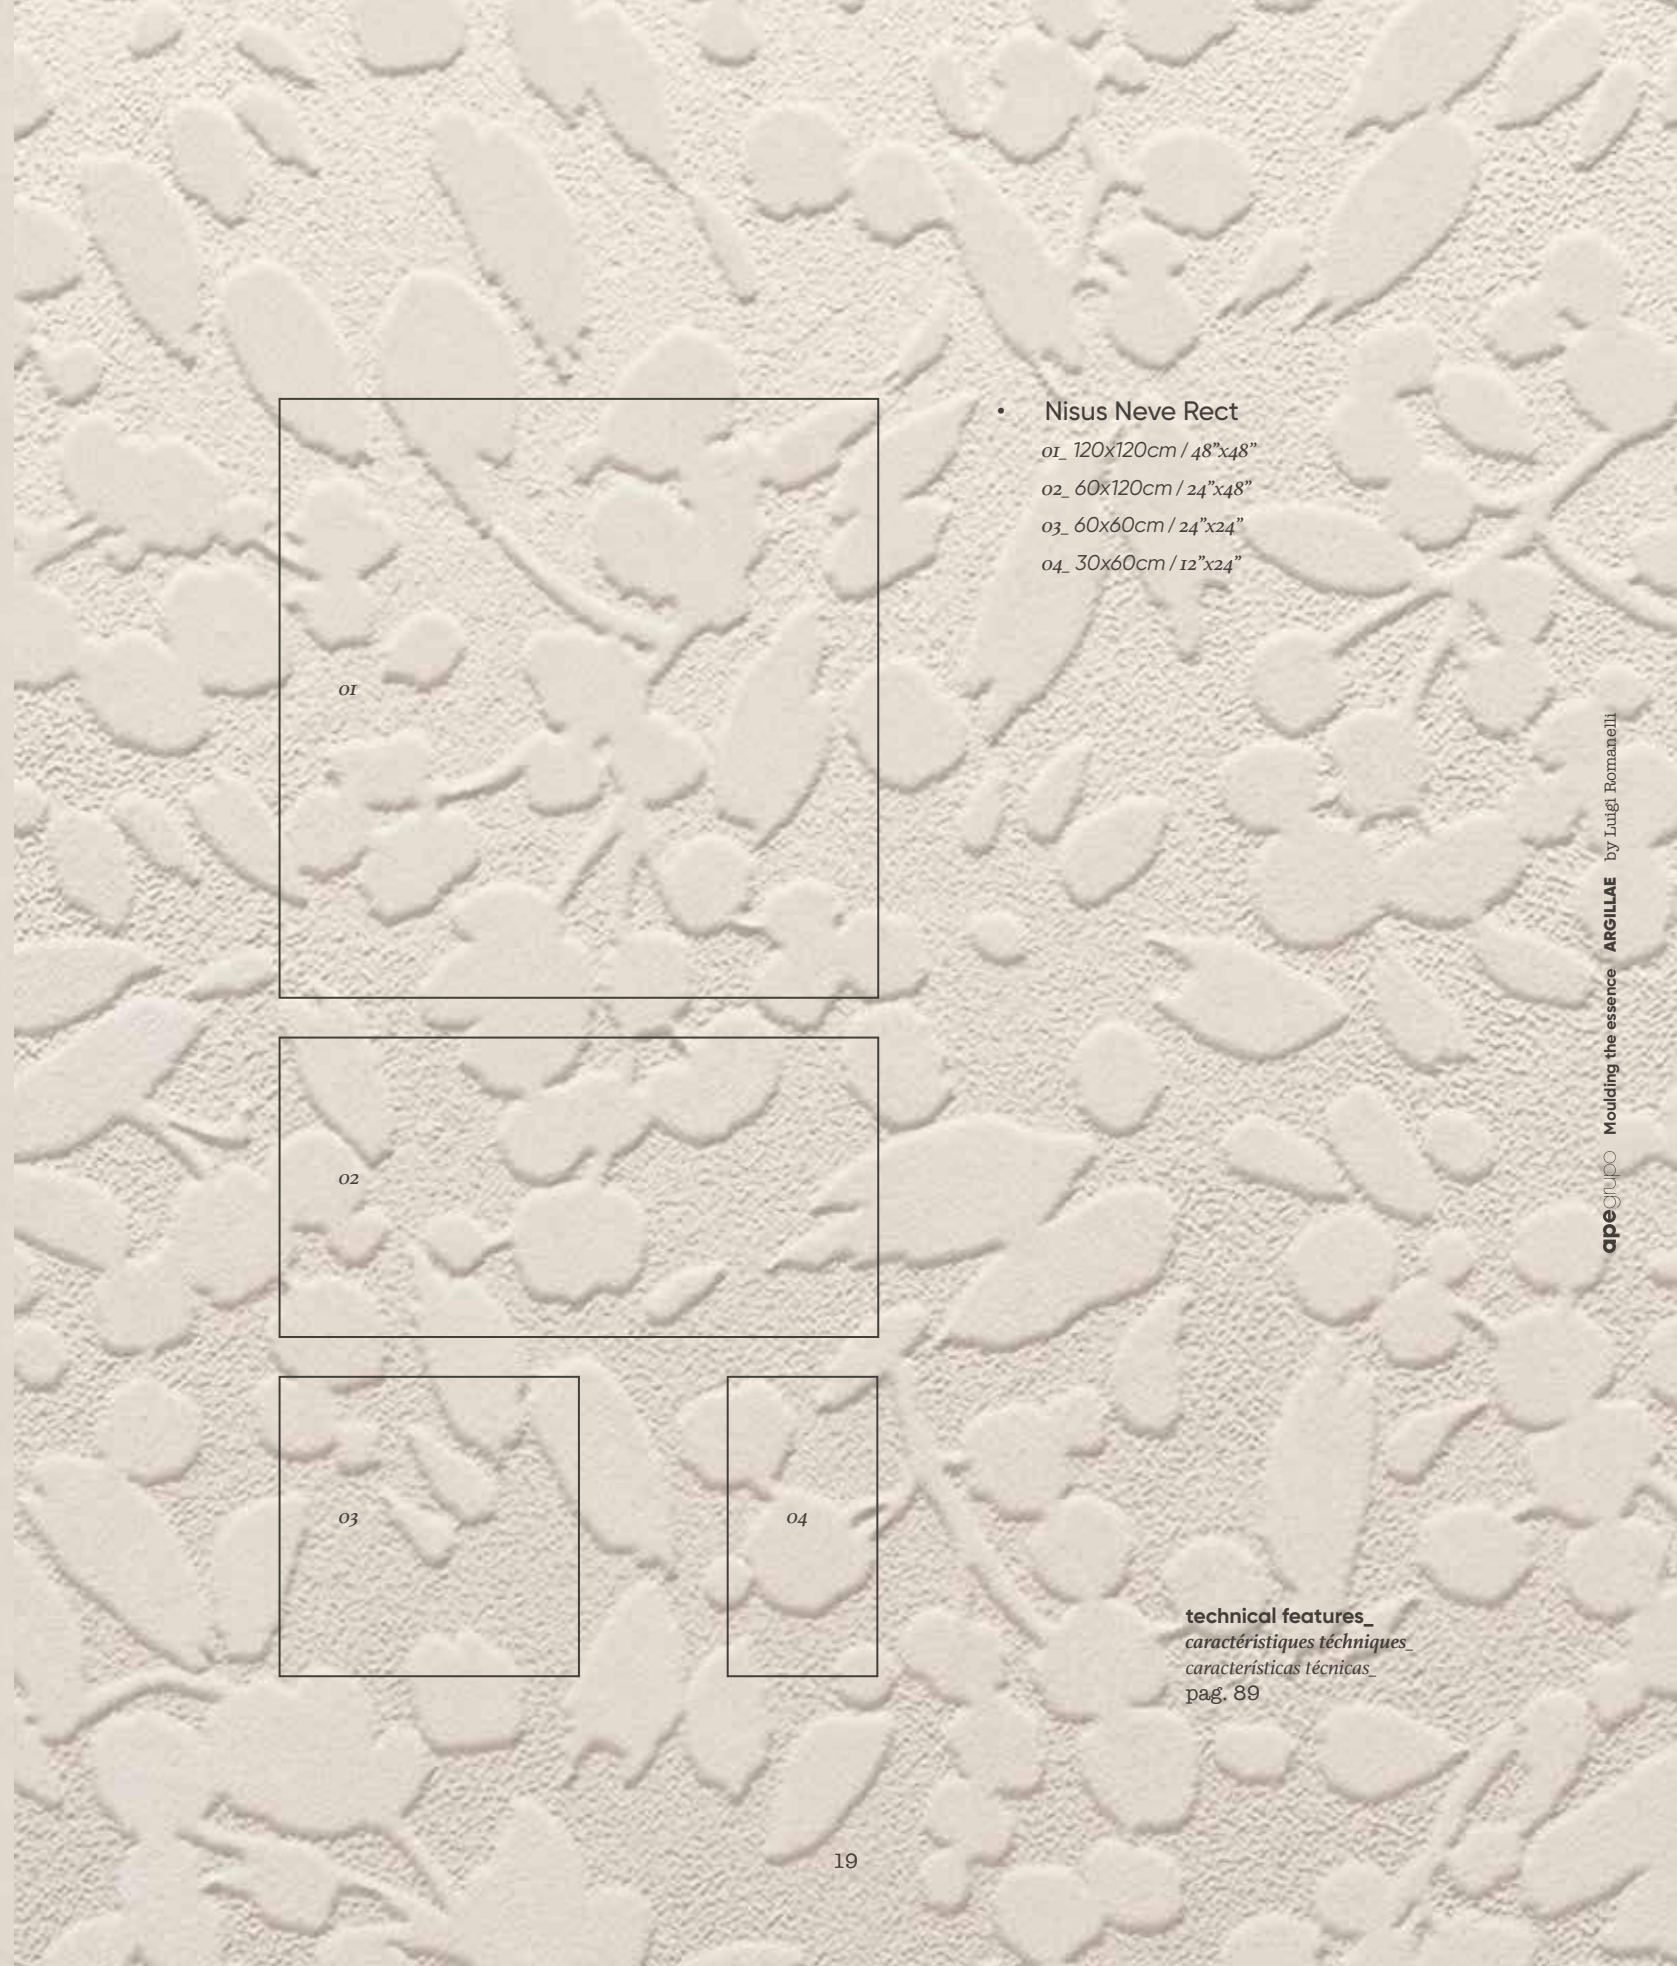 • Nisus Neve Rect
01_ 120x120cm / 48”x48”
02_ 60x120cm / 24”x48”
03_ 60x60cm / 24”x24”
04_ 30x60cm / 12”x24”
01
02
03
04
apegrupo Moulding the essence ARGILLAE by Luigi Romanelli
technical features_
caractéristiques téchniques_
características técnicas_
pag. 89
19